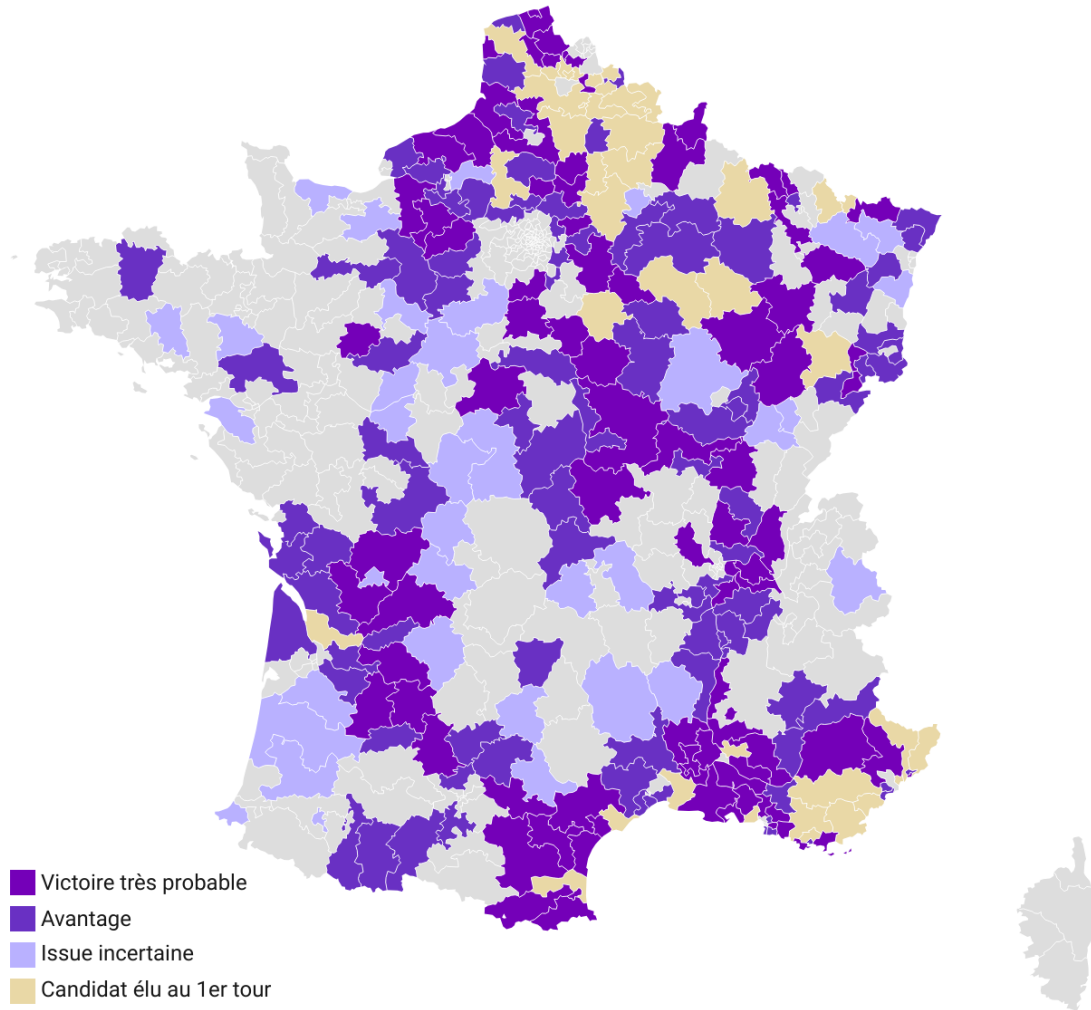 Victoire très probable
Avantage
Issue incertaine
Candidat élu au 1er tour